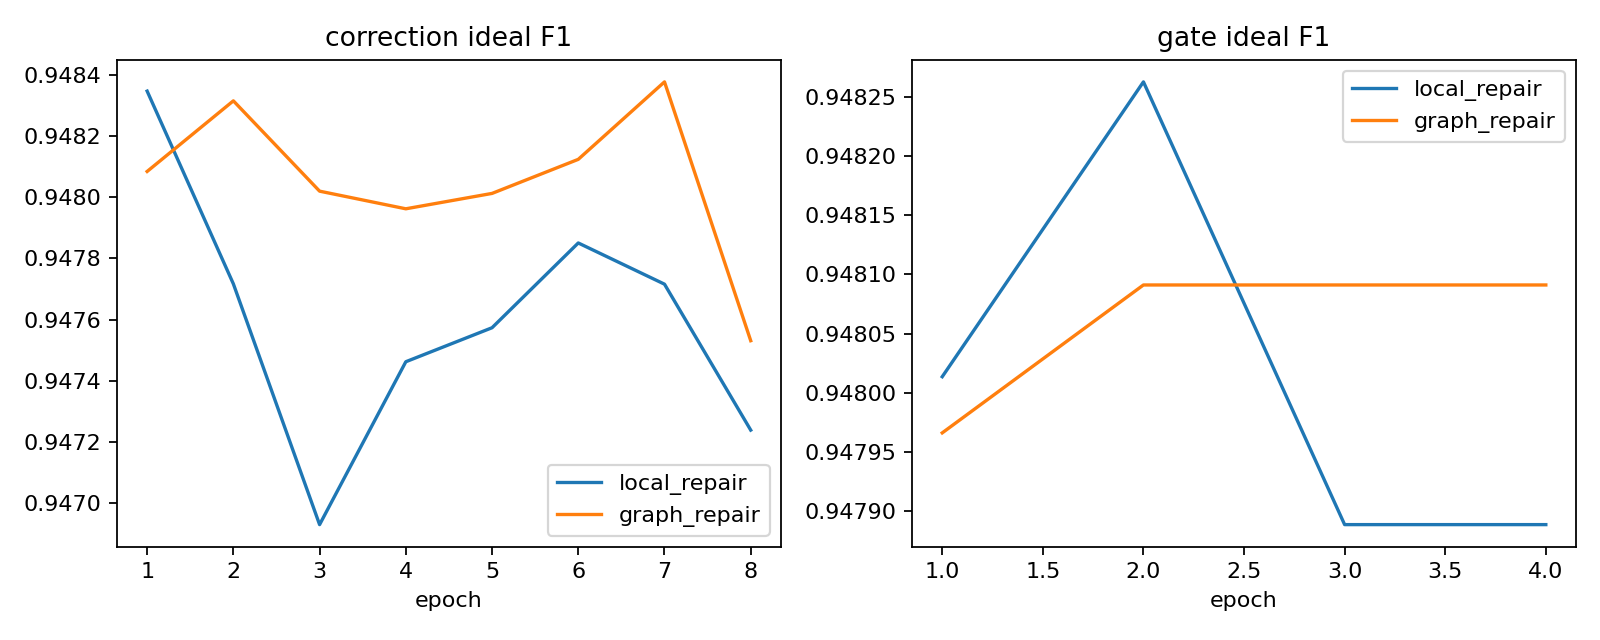 correction ideal F1
0.9484
0.9482
0.9480
0.9478
0.9476
0.9474
0.9472
0.9470
local_repair
graph_repair
1 2 3 4 5 6 7 8
epoch
gate ideal F1
0.94825
0.94820
0.94815
0.94810
0.94805
0.94800
0.94795
0.94790
local_repair
graph_repair
1.0 1.5 2.0 2.5 3.0 3.5 4.0
epoch